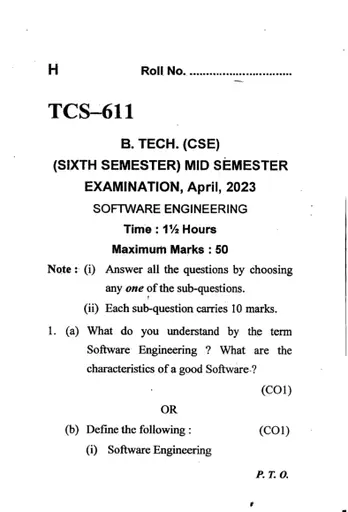 H Roll No. ................................
TCS–611
B. TECH. (CSE)
(SIXTH SEMESTER) MID SEMESTER
EXAMINATION, April, 2023
SOFTWARE ENGINEERING
Time : 1½ Hours
Maximum Marks : 50
Note : (i) Answer all the questions by choosing
any one of the sub-questions.
(ii) Each sub-question carries 10 marks.
1. (a) What do you understand by the term
Software Engineering ? What are the
characteristics of a good Software ?
(CO1)
OR
(b) Define the following : (CO1)
(i) Software Engineering
P. T. O.